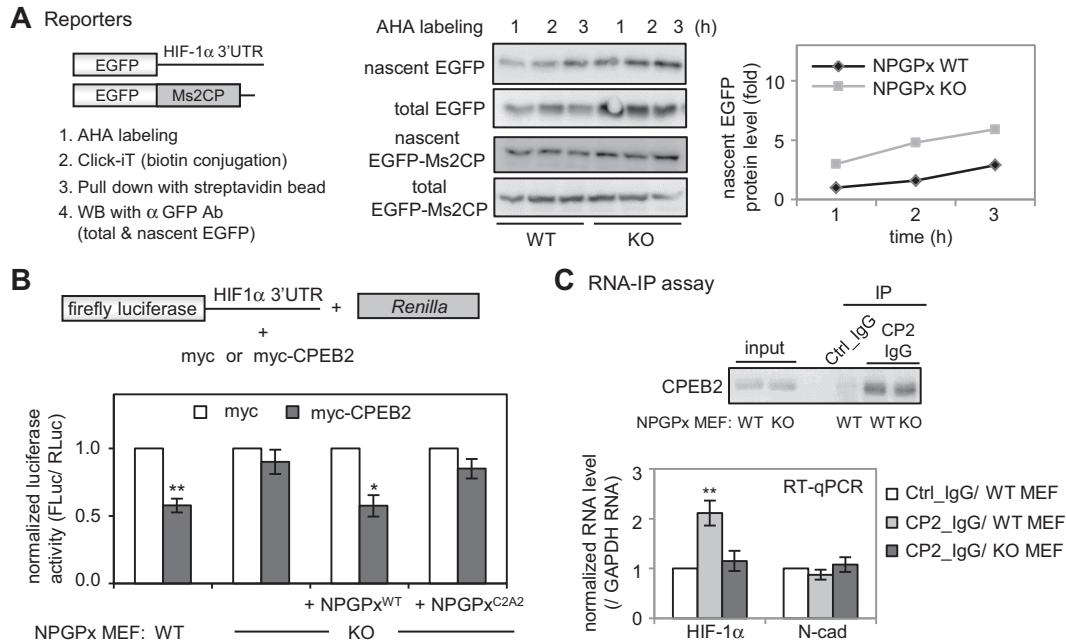 A Reporters
HIF-1α 3'UTR
EGFP
EGFP Ms2CP
1. AHA labeling
2. Click-iT (biotin conjugation)
3. Pull down with streptavidin bead
4. WB with α GFP Ab
(total & nascent EGFP)
AHA labeling 1 2 3 1 2 3 (h)
nascent EGFP
total EGFP
nascent
EGFP-Ms2CP
total
EGFP-Ms2CP
WT KO
nascent EGFP
protein level (fold)
10
5
0
NPGPx WT
NPGPx KO
1 2 3
time (h)
B
firefly luciferase HIF1α 3'UTR + Renilla
+
myc or myc-CPEB2
normalized luciferase
activity (FLuc/ RLuc)
myc myc-CPEB2
1.0
0.5
0.0
** *
+ NPGPxWT + NPGPxC2A2
NPGPx MEF: WT KO
C RNA-IP assay
IP
input Ctrl_IgG CP2
IgG
CPEB2
NPGPx MEF: WT KO WT WT KO
normalized RNA level
(/ GAPDH RNA)
3
2
1
0
**
RT-qPCR
HIF-1α N-cad
Ctrl_IgG/ WT MEF
CP2_IgG/ WT MEF
CP2_IgG/ KO MEF